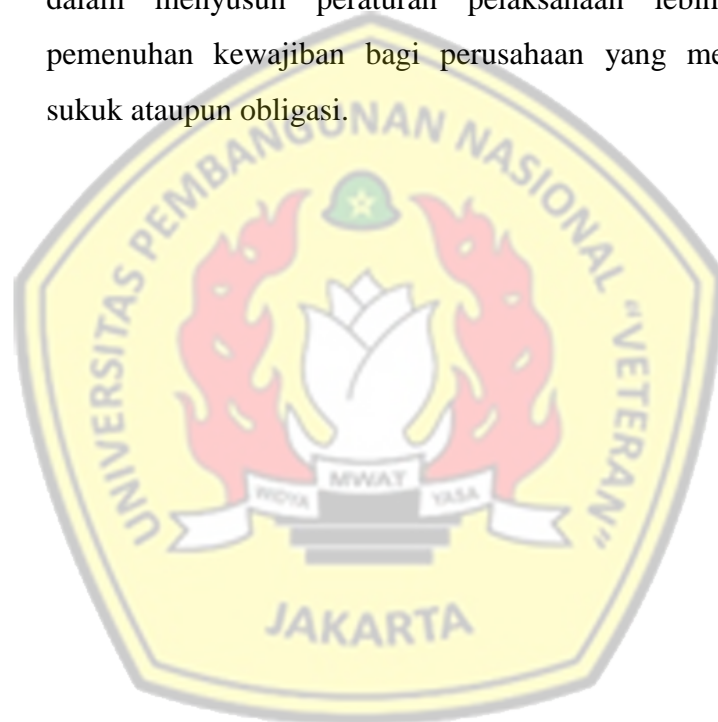 dalam menyusun peraturan pelaksanaan lebih
pemenuhan kewajiban bagi perusahaan yang me
sukuk ataupun obligasi.
UNIVERSITAS PEMBANGUNAN NASIONAL "VETERAN"
WIDYA MWAT YASA
JAKARTA